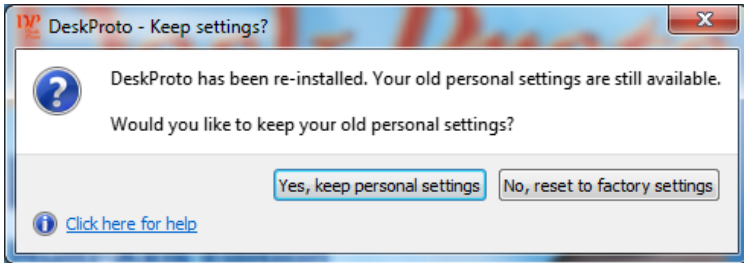 DeskProto - Keep settings?
DeskProto has been re-installed. Your old personal settings are still available.
Would you like to keep your old personal settings?
Yes, keep personal settings
No, reset to factory settings
Click here for help